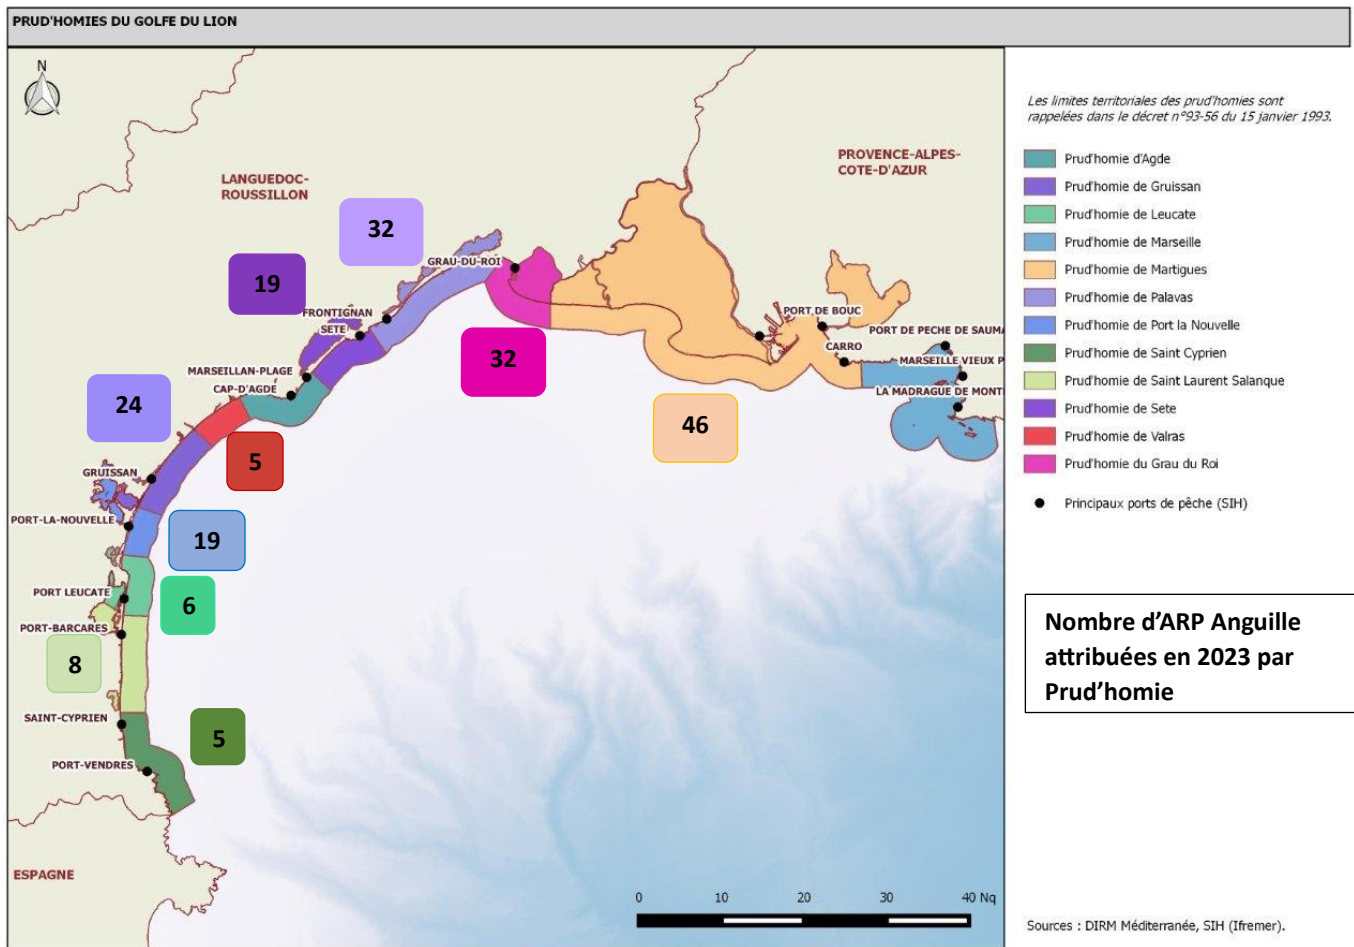 PRUD'HOMIES DU GOLFE DU LION
N
LANGUEDOC-
ROUSSILLON
PROVENCE-ALPES-
COTE-D'AZUR
32
GRAU-DU-ROI
19
FRONTIGNAN
SETE
PORT DE BOUC
PORT DE PECHE DE SAUMA
CARRO
MARSEILLE VIEUX P
32
MARSEILLAN-PLAGE
CAP-D'AGDE
LA MADRAGUE DE MONT
24
46
5
GRUISSAN
PORT-LA-NOUVELLE
19
PORT LEUCATE
6
PORT-BARCARES
8
SAINT-CYPRIEN
5
PORT-VENDRES
ESPAGNE
0 10 20 30 40 Nq
Les limites territoriales des prud'homies sont
rappelées dans le décret n°93-56 du 15 janvier 1993.
Prud'homie d'Agde
Prud'homie de Gruissan
Prud'homie de Leucate
Prud'homie de Marseille
Prud'homie de Martigues
Prud'homie de Palavas
Prud'homie de Port la Nouvelle
Prud'homie de Saint Cyprien
Prud'homie de Saint Laurent Salanque
Prud'homie de Sete
Prud'homie de Valras
Prud'homie du Grau du Roi
Principaux ports de pêche (SIH)
Nombre d'ARP Anguille
attribuées en 2023 par
Prud'homie
Sources : DIRM Méditerranée, SIH (Ifremer).